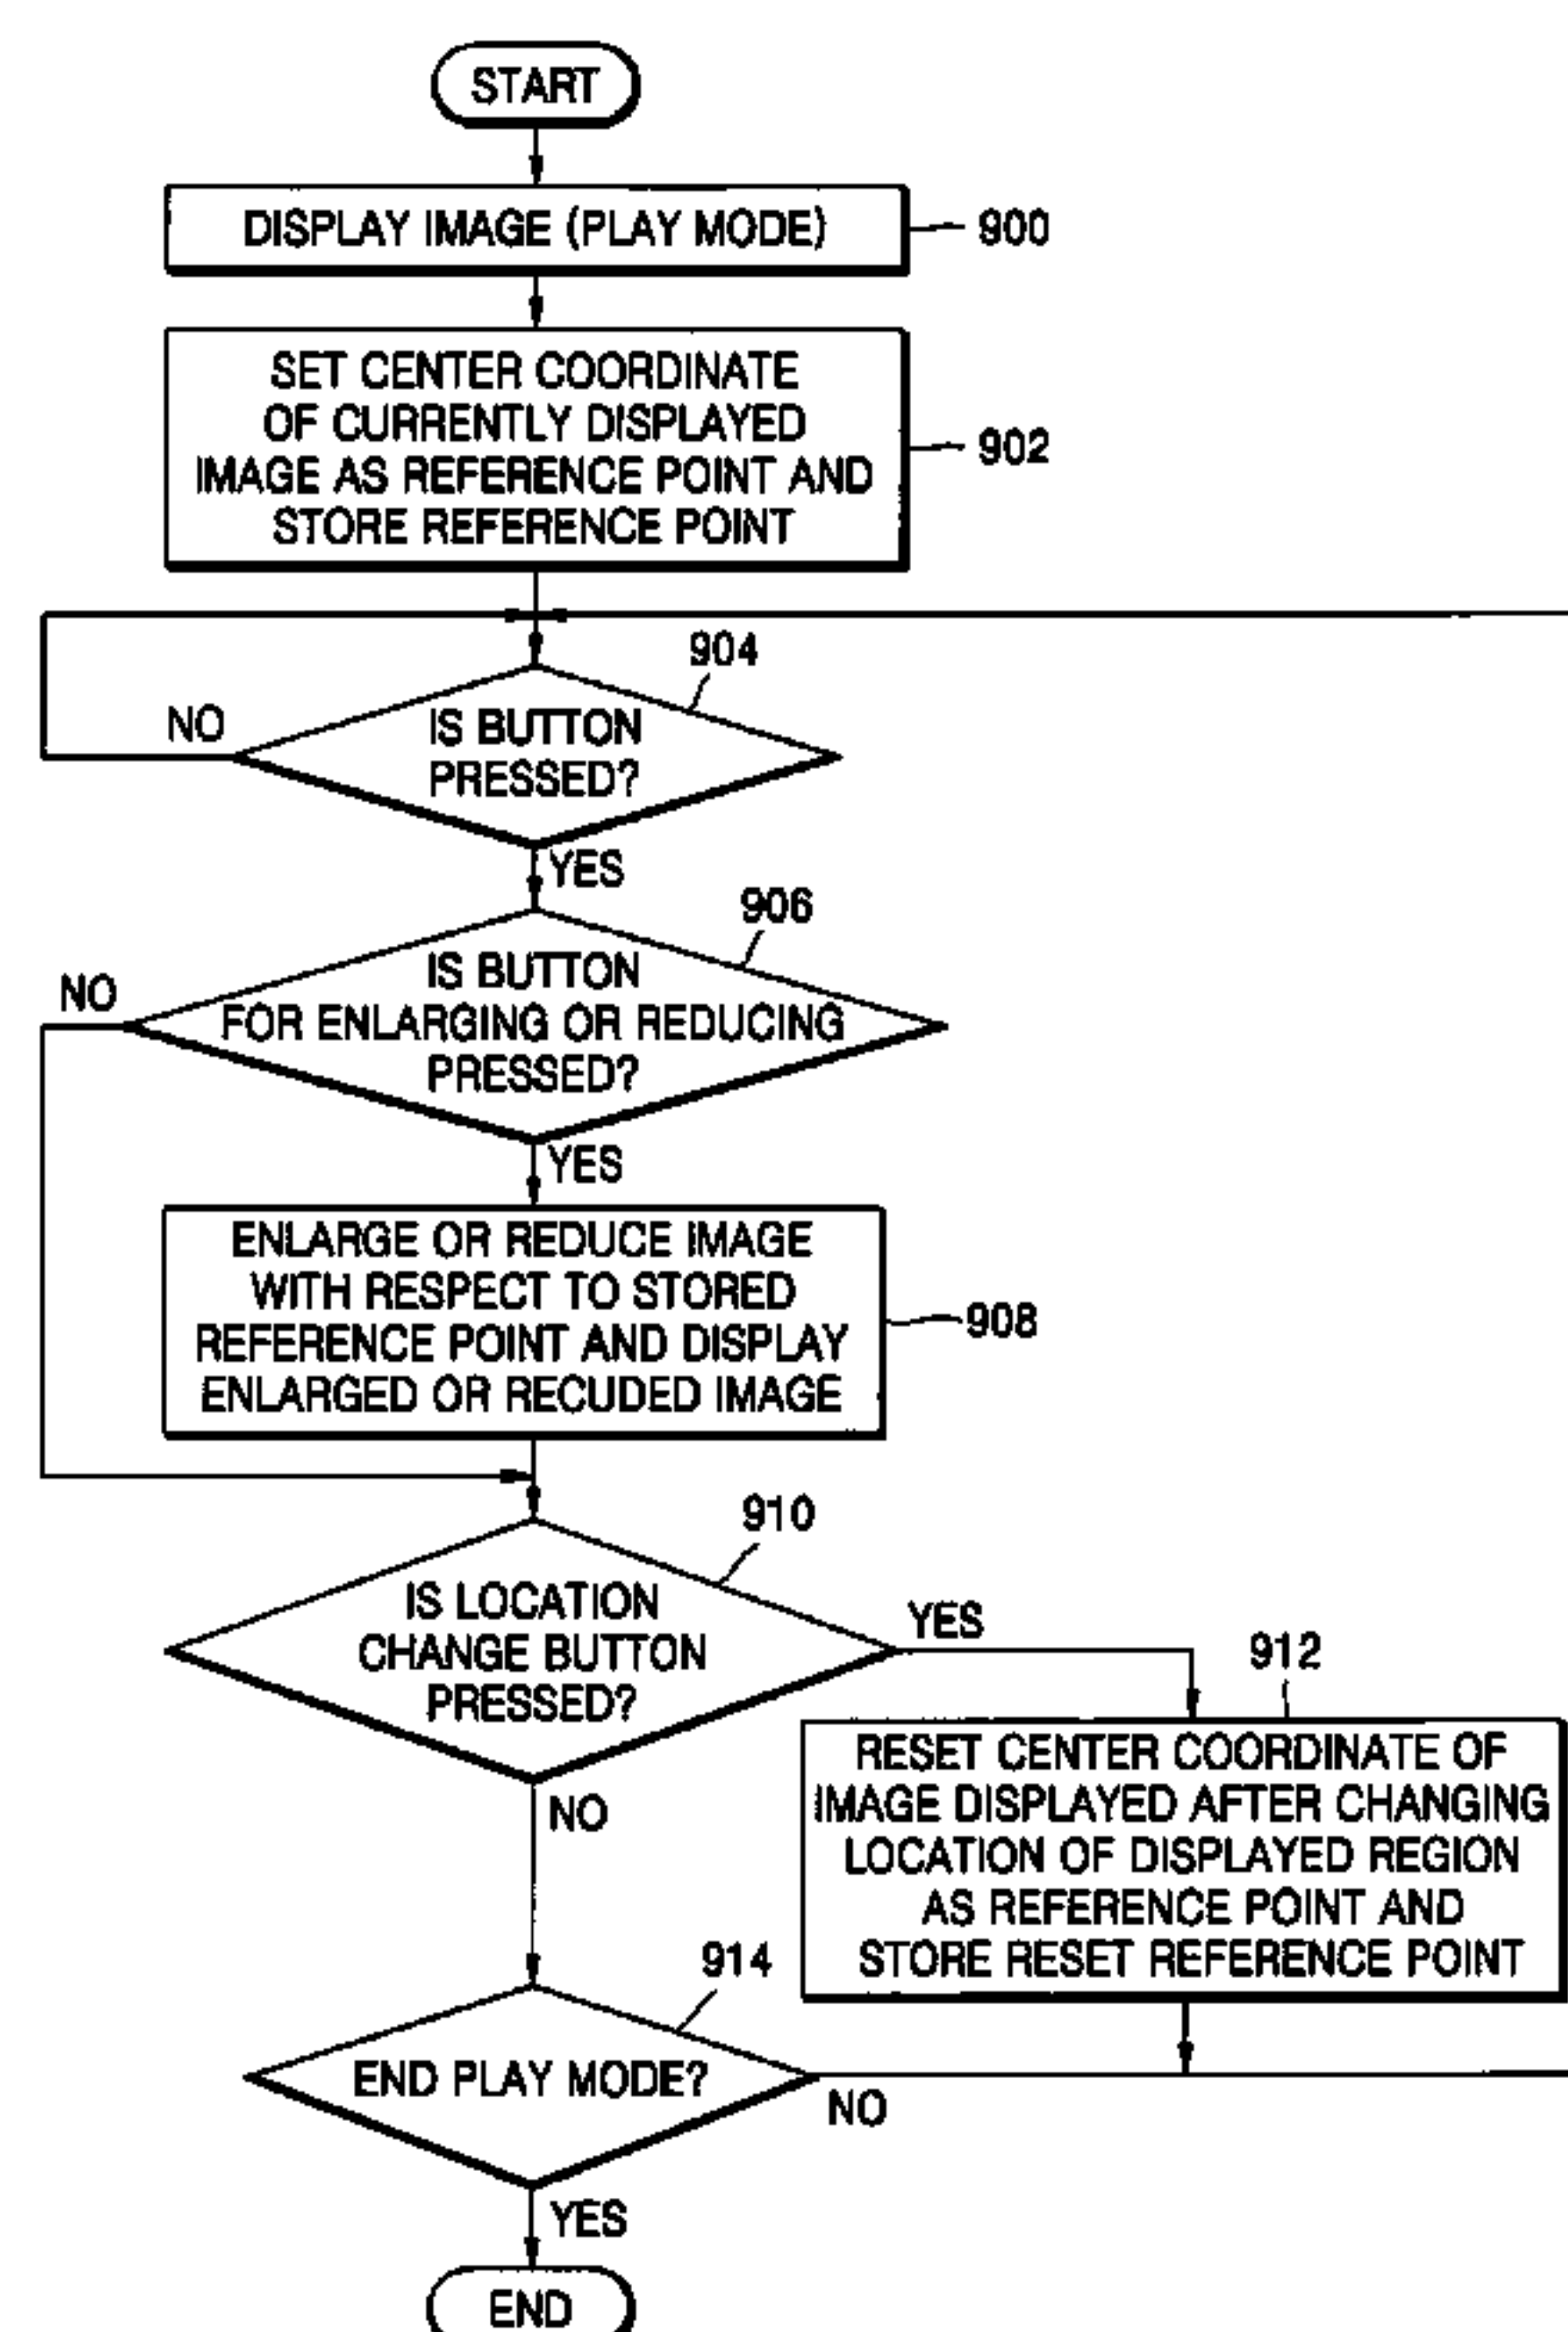 START
DISPLAY IMAGE (PLAY MODE)
900
SET CENTER COORDINATE
OF CURRENTLY DISPLAYED
IMAGE AS REFERENCE POINT AND
STORE REFERENCE POINT
902
904
NO
IS BUTTON
PRESSED?
YES
906
NO
IS BUTTON
FOR ENLARGING OR REDUCING
PRESSED?
YES
ENLARGE OR REDUCE IMAGE
WITH RESPECT TO STORED
REFERENCE POINT AND DISPLAY
ENLARGED OR RECUDED IMAGE
908
910
IS LOCATION
CHANGE BUTTON
PRESSED?
YES
912
NO
RESET CENTER COORDINATE OF
IMAGE DISPLAYED AFTER CHANGING
LOCATION OF DISPLAYED REGION
AS REFERENCE POINT AND
STORE RESET REFERENCE POINT
914
END PLAY MODE?
NO
YES
END